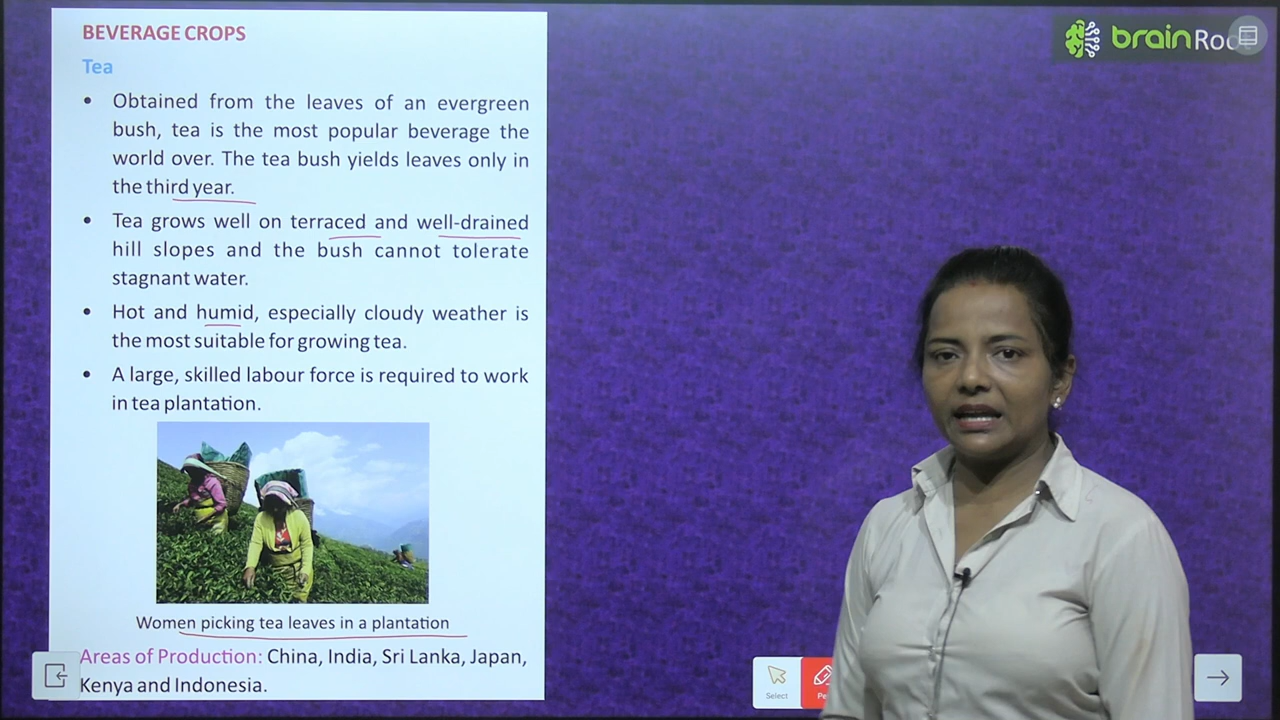 BEVERAGE CROPS
Tea
• Obtained from the leaves of an evergreen
bush, tea is the most popular beverage the
world over. The tea bush yields leaves only in
the third year.
• Tea grows well on terraced and well-drained
hill slopes and the bush cannot tolerate
stagnant water.
• Hot and humid, especially cloudy weather is
the most suitable for growing tea.
• A large, skilled labour force is required to work
in tea plantation.
Women picking tea leaves in a plantation
Areas of Production: China, India, Sri Lanka, Japan,
Kenya and Indonesia.
brain
Select